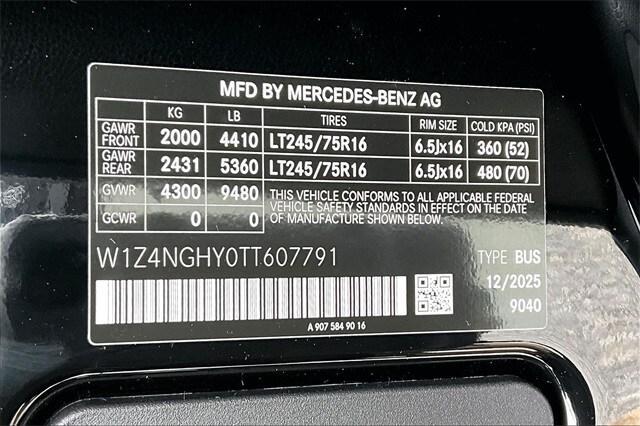 MFD BY MERCEDES-BENZ AG
KG LB TIRES RIM SIZE COLD KPA (PSI)
GAWR FRONT 2000 4410 LT245/75R16 6.5Jx16 360 (52)
GAWR REAR 2431 5360 LT245/75R16 6.5Jx16 480 (70)
GVWR 4300 9480 THIS VEHICLE CONFORMS TO ALL APPLICABLE FEDERAL
VEHICLE SAFETY STANDARDS IN EFFECT ON THE DATE
GCWR 0 0 OF MANUFACTURE SHOWN ABOVE.
W1Z4NGHY0TT607791 TYPE BUS
12/2025
9040
A 907 584 90 16